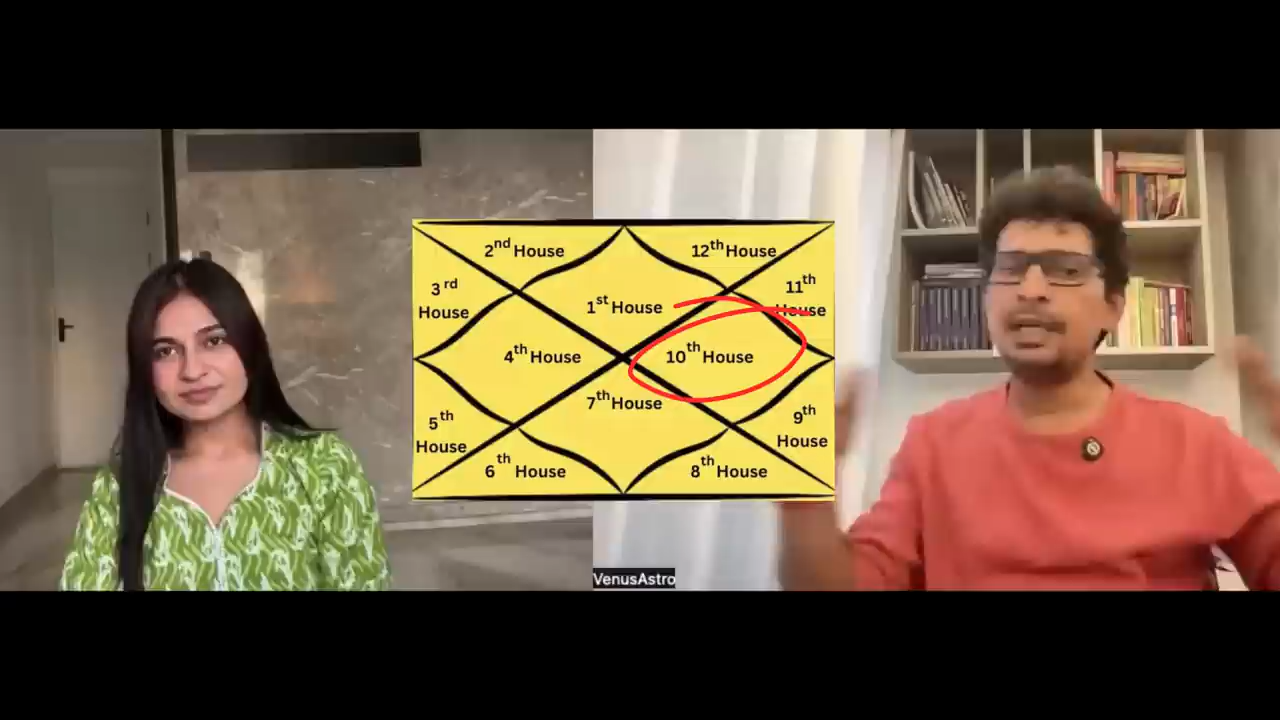 2nd House
12th House
3rd
House
11th
House
1st House
4th House
10th House
7th House
5th
House
9th
House
6th House
8th House
VenusAstro